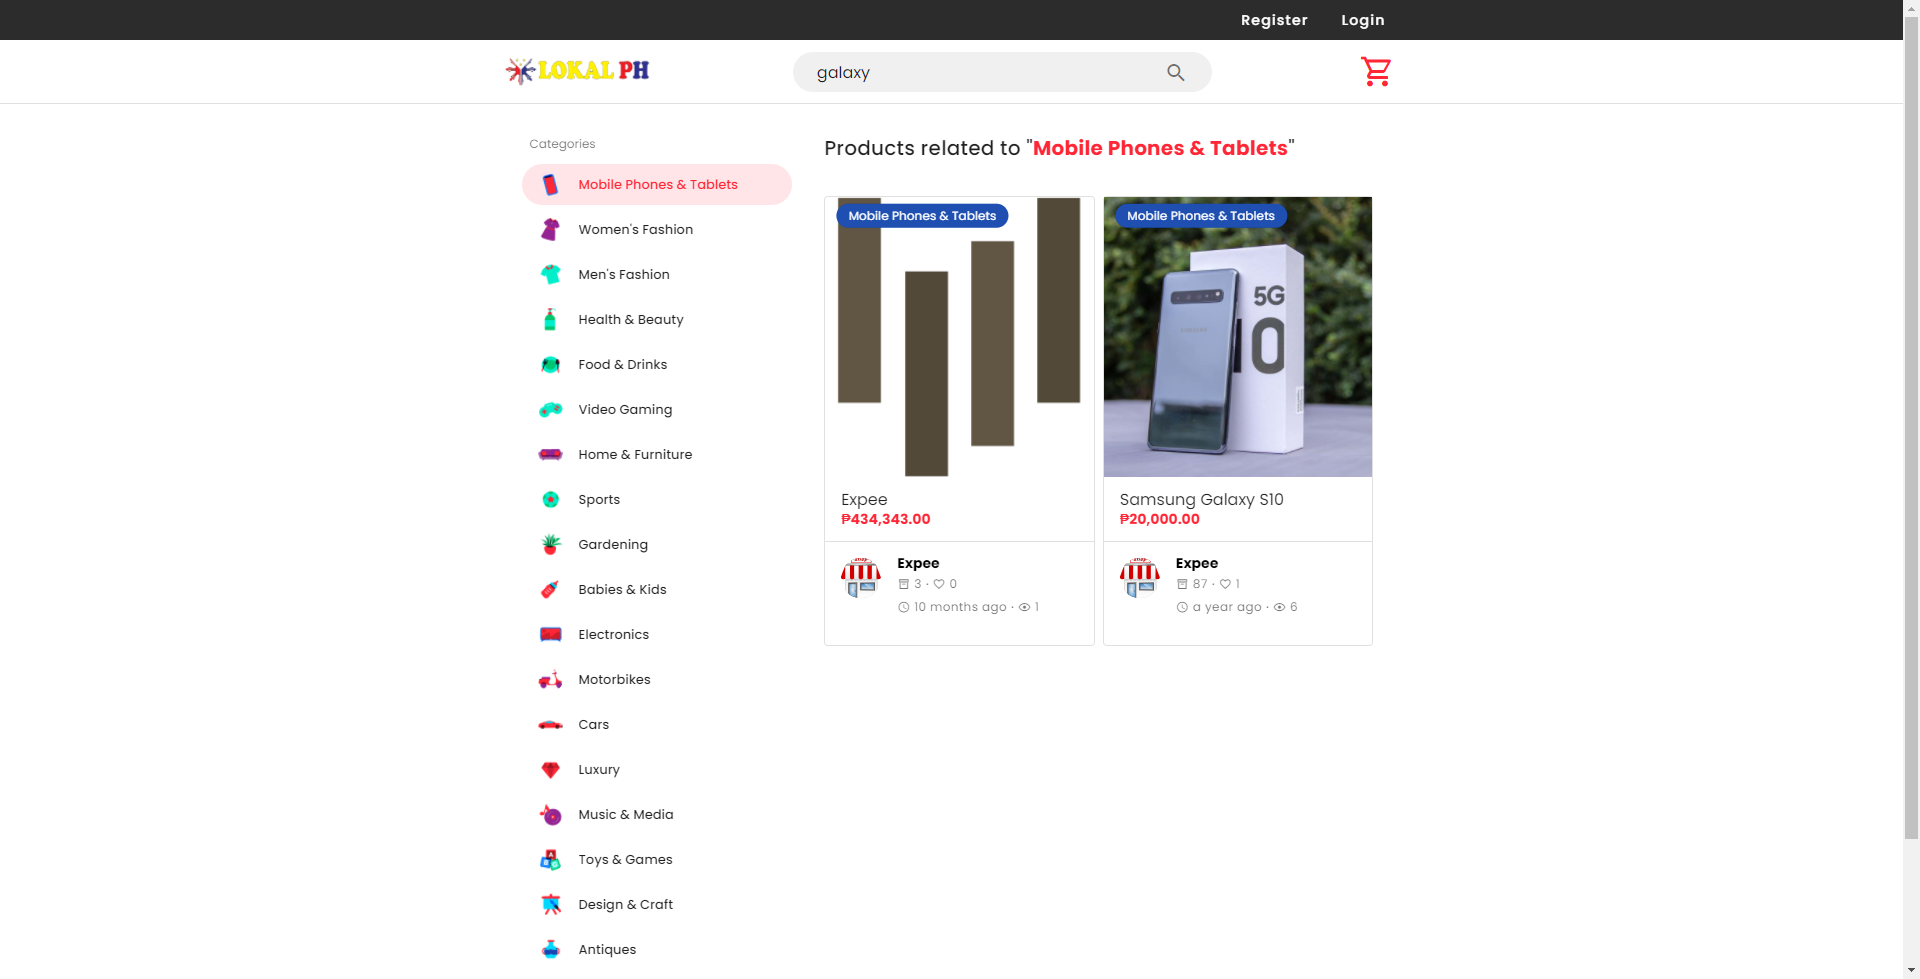 Register Login
LOKAL PH
galaxy
Categories
Mobile Phones & Tablets
Women's Fashion
Men's Fashion
Health & Beauty
Food & Drinks
Video Gaming
Home & Furniture
Sports
Gardening
Babies & Kids
Electronics
Motorbikes
Cars
Luxury
Music & Media
Toys & Games
Design & Craft
Antiques
Products related to "Mobile Phones & Tablets"
Mobile Phones & Tablets
Expee
₱434,343.00
Expee
3 · 0
10 months ago · 1
Mobile Phones & Tablets
5G
10
SAMSUNG
Samsung Galaxy S10
₱20,000.00
Expee
87 · 1
a year ago · 6